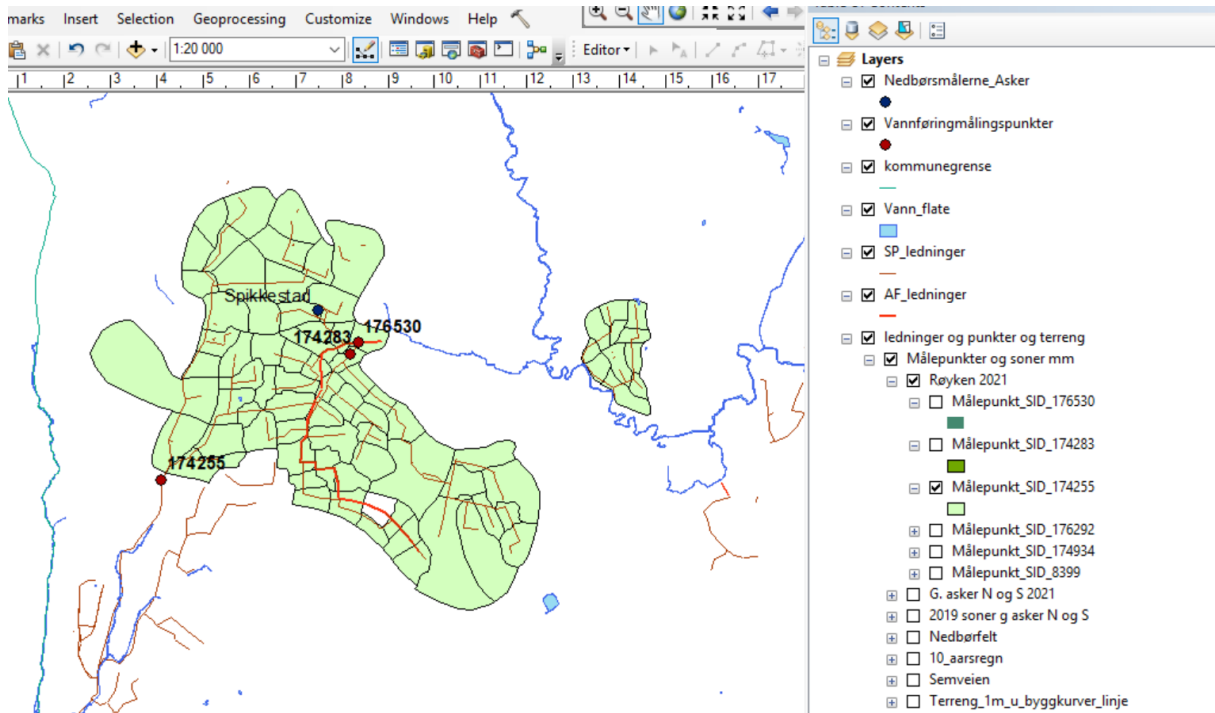 marks Insert Selection Geoprocessing Customize Windows Help
1:20 000
Editor
1 2 3 4 5 6 7 8 9 10 11 12 13 14 15 16 17
Spikkestad
176530
174283
174255
Layers
Nedbørsmålerne_Asker
Vannføringmålingspunkter
kommunegrense
Vann_flate
SP_ledninger
AF_ledninger
ledninger og punkter og terreng
Målepunkter og soner mm
Røyken 2021
Målepunkt_SID_176530
Målepunkt_SID_174283
Målepunkt_SID_174255
Målepunkt_SID_176292
Målepunkt_SID_174934
Målepunkt_SID_8399
G. asker N og S 2021
2019 soner g asker N og S
Nedbørfelt
10_aarsregn
Semveien
Terreng_1m_u_byggkurver_linje